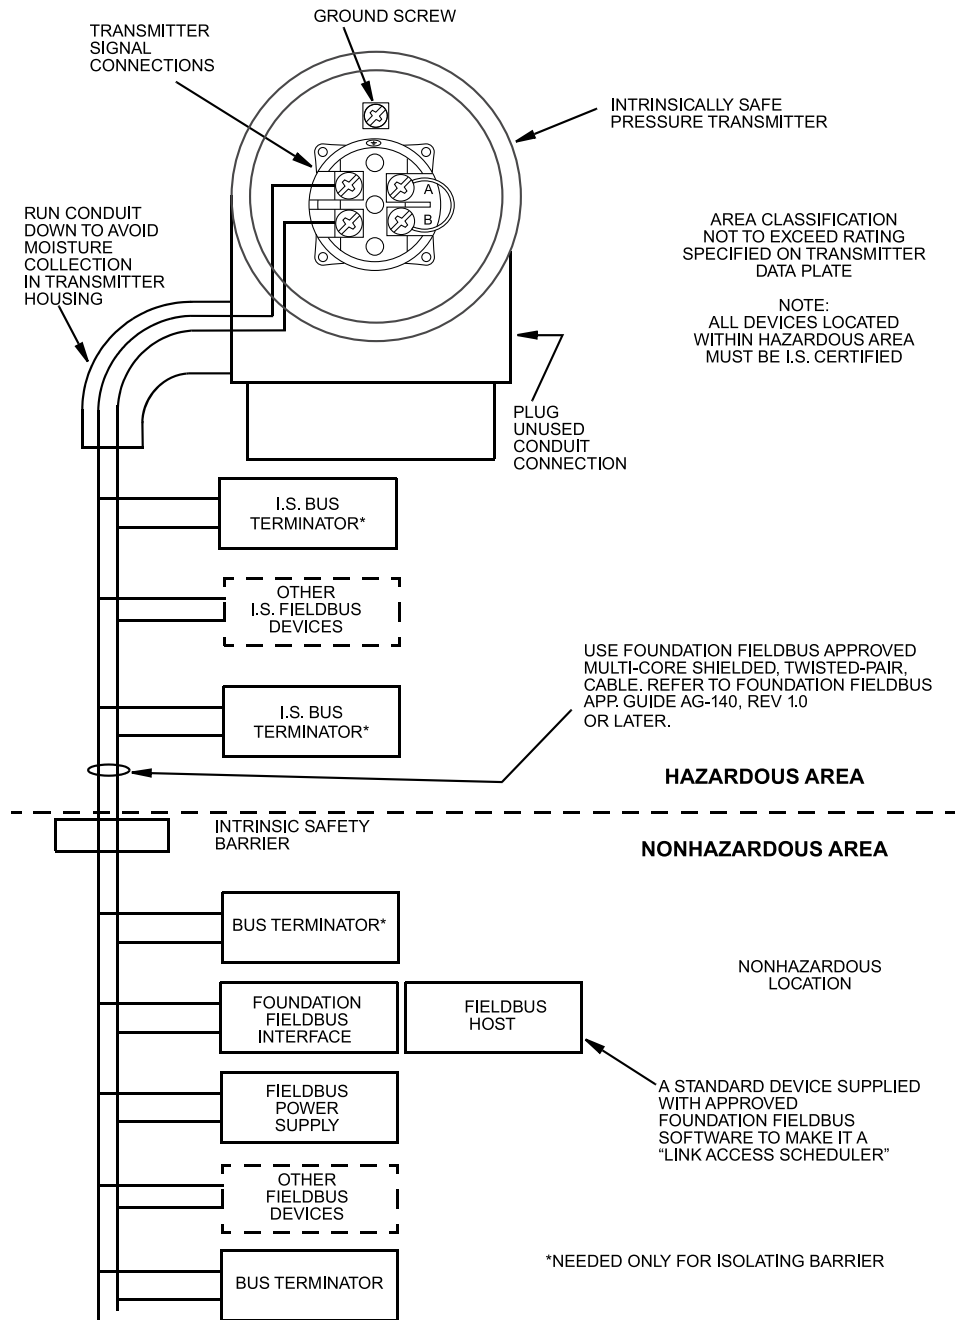 GROUND SCREW
TRANSMITTER
SIGNAL
CONNECTIONS
INTRINSICALLY SAFE
PRESSURE TRANSMITTER
A
B
RUN CONDUIT
DOWN TO AVOID
MOISTURE
COLLECTION
IN TRANSMITTER
HOUSING
AREA CLASSIFICATION
NOT TO EXCEED RATING
SPECIFIED ON TRANSMITTER
DATA PLATE
NOTE:
ALL DEVICES LOCATED
WITHIN HAZARDOUS AREA
MUST BE I.S. CERTIFIED
PLUG
UNUSED
CONDUIT
CONNECTION
I.S. BUS
TERMINATOR*
OTHER
I.S. FIELDBUS
DEVICES
I.S. BUS
TERMINATOR*
USE FOUNDATION FIELDBUS APPROVED
MULTI-CORE SHIELDED, TWISTED-PAIR,
CABLE. REFER TO FOUNDATION FIELDBUS
APP. GUIDE AG-140, REV 1.0
OR LATER.
HAZARDOUS AREA
INTRINSIC SAFETY
BARRIER
NONHAZARDOUS AREA
BUS TERMINATOR*
NONHAZARDOUS
LOCATION
FOUNDATION
FIELDBUS
INTERFACE
FIELDBUS
HOST
FIELDBUS
POWER
SUPPLY
A STANDARD DEVICE SUPPLIED
WITH APPROVED
FOUNDATION FIELDBUS
SOFTWARE TO MAKE IT A
“LINK ACCESS SCHEDULER”
OTHER
FIELDBUS
DEVICES
*NEEDED ONLY FOR ISOLATING BARRIER
BUS TERMINATOR